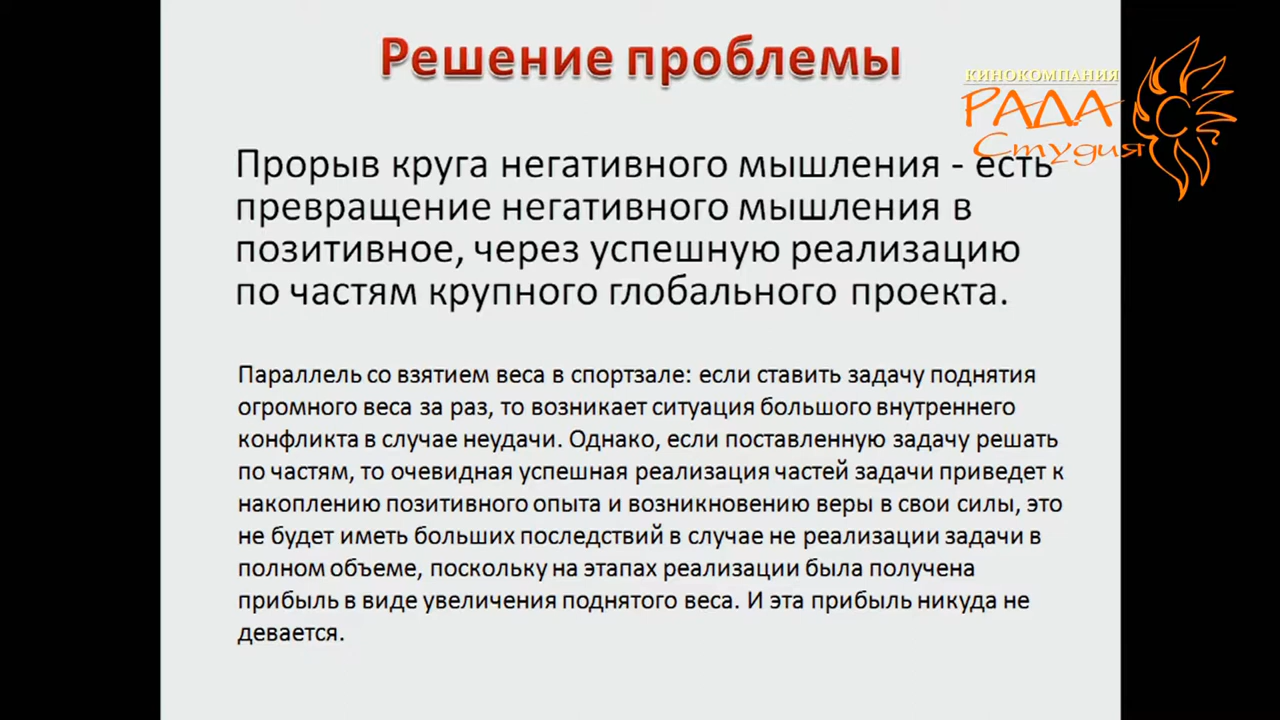 Решение проблемы
КИНОКОМПАНИЯ
РАДА
Студия
Прорыв круга негативного мышления - есть
превращение негативного мышления в
позитивное, через успешную реализацию
по частям крупного глобального проекта.
Параллель со взятием веса в спортзале: если ставить задачу поднятия
огромного веса за раз, то возникает ситуация большого внутреннего
конфликта в случае неудачи. Однако, если поставленную задачу решать
по частям, то очевидная успешная реализация частей задачи приведет к
накоплению позитивного опыта и возникновению веры в свои силы, это
не будет иметь больших последствий в случае не реализации задачи в
полном объеме, поскольку на этапах реализации была получена
прибыль в виде увеличения поднятого веса. И эта прибыль никуда не
девается.